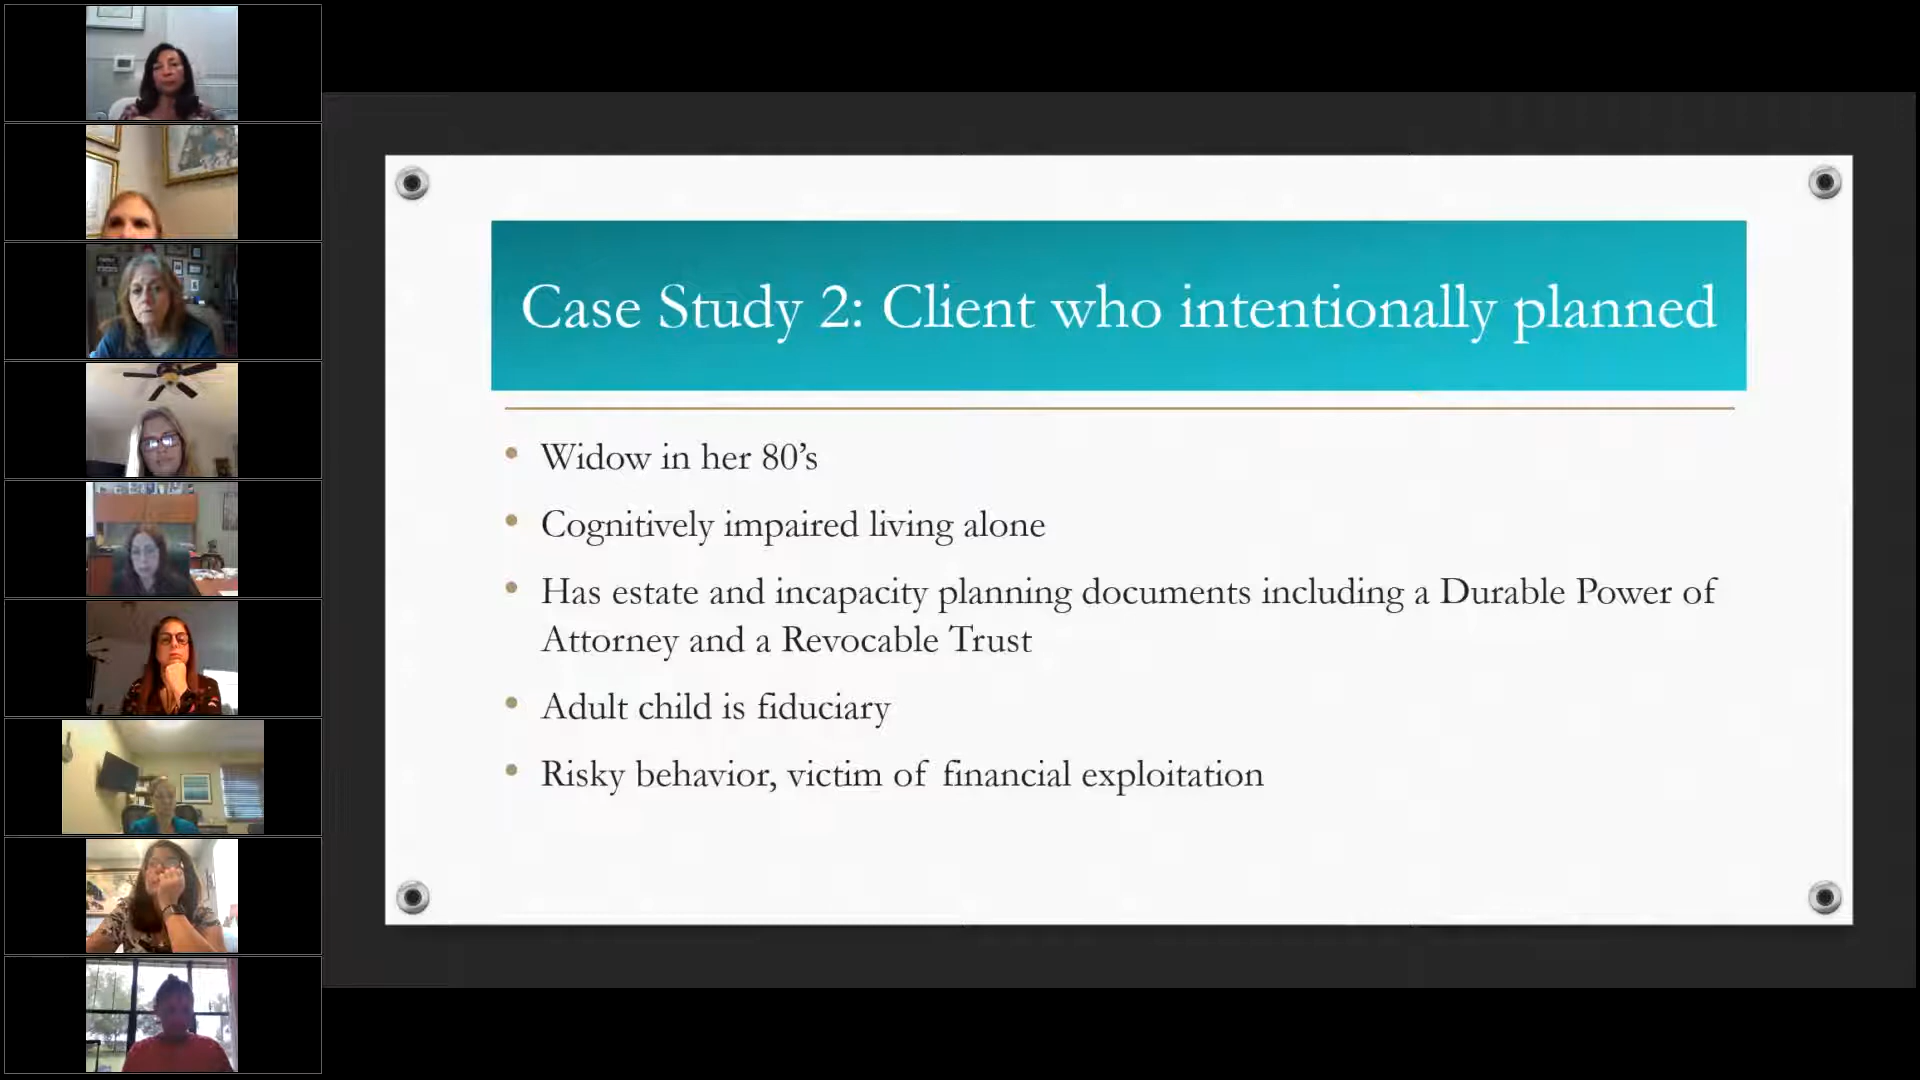 Case Study 2: Client who intentionally planned
• Widow in her 80’s
• Cognitively impaired living alone
• Has estate and incapacity planning documents including a Durable Power of
Attorney and a Revocable Trust
• Adult child is fiduciary
• Risky behavior, victim of financial exploitation